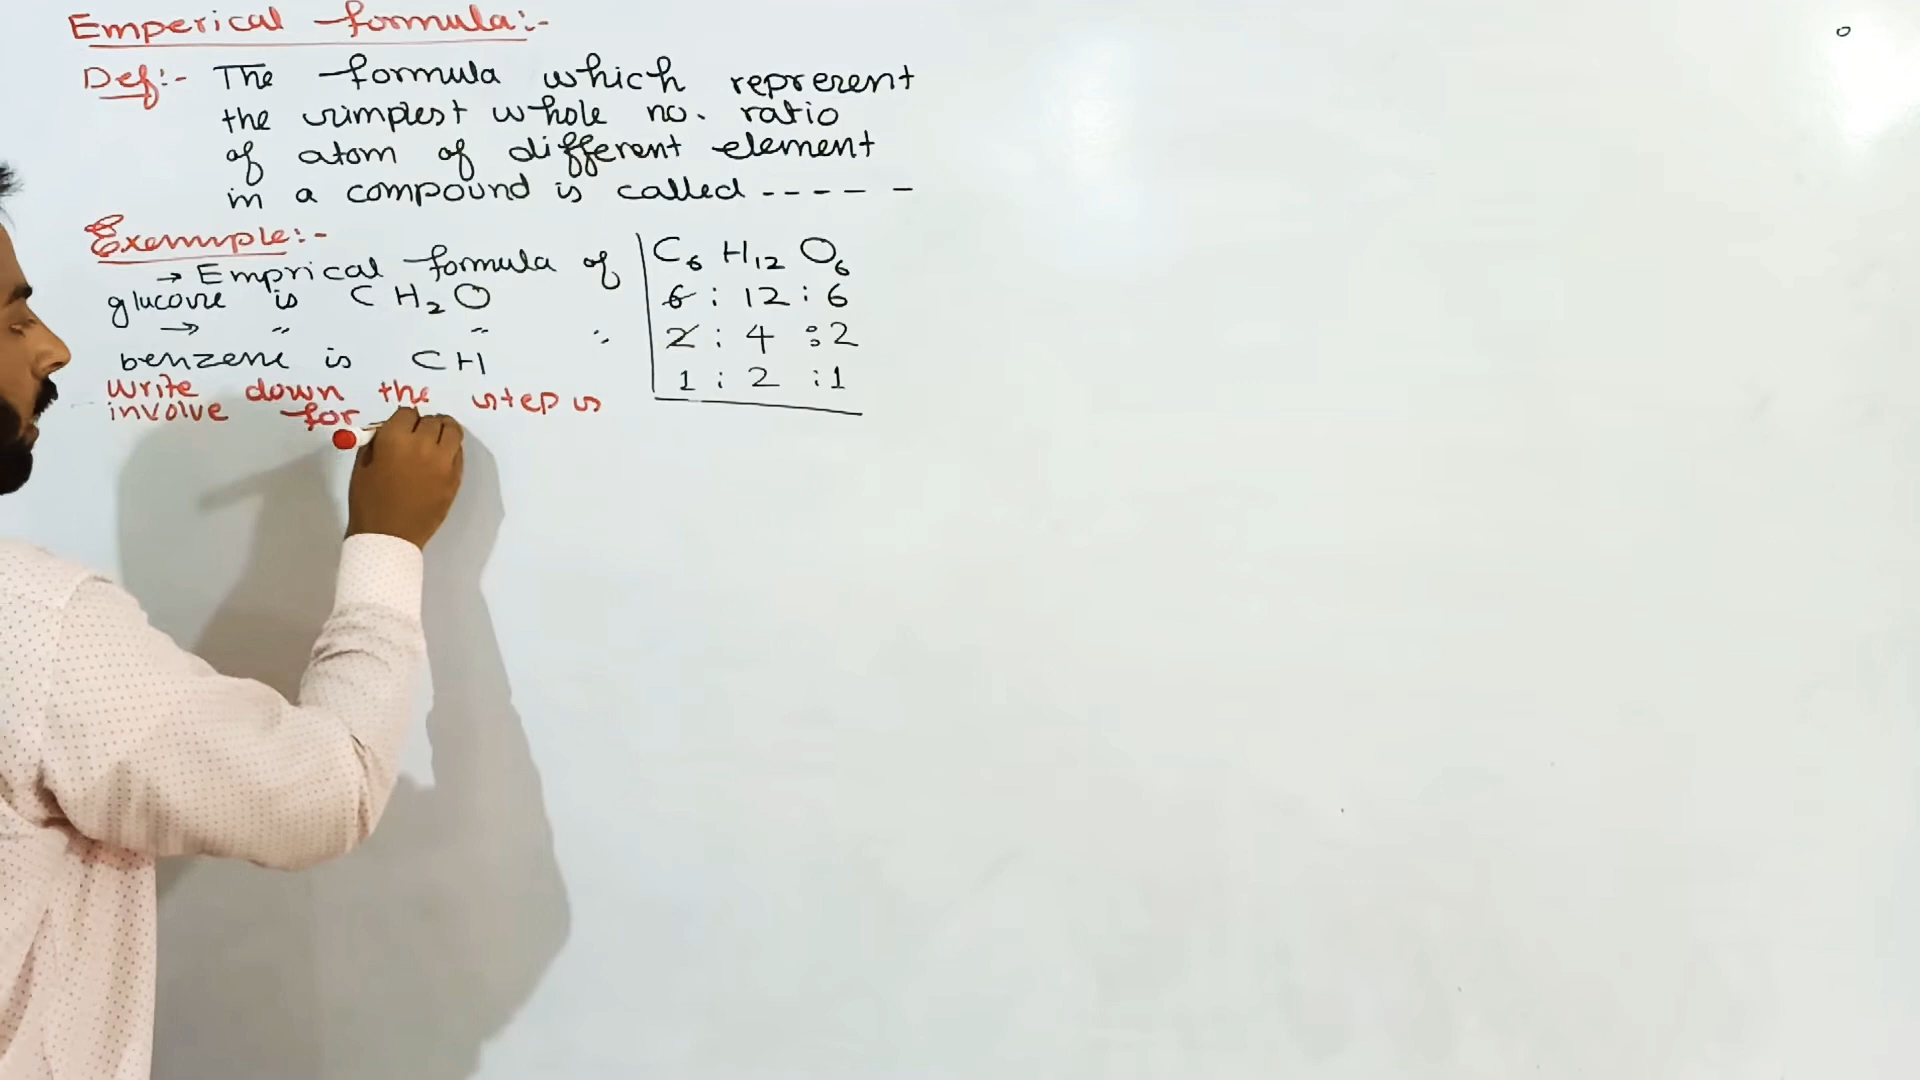 Emperical formula:-
Def:- The formula which represent
the simplest whole no. ratio
of atom of different element
in a compound is called - - - - -
Exemple:-
→ Emprical formula of
glucose is CH₂O
→ " " "
benzene is CH
C₆ H₁₂ O₆
6 : 12 : 6
2 : 4 : 2
1 : 2 : 1
Write down the steps
involve for